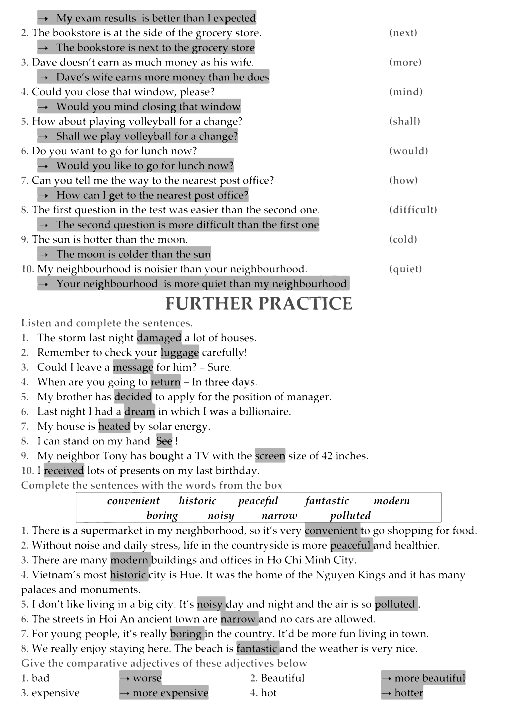 → My exam results is better than I expected
2. The bookstore is at the side of the grocery store. (next)
→ The bookstore is next to the grocery store
3. Dave doesn't earn as much money as his wife. (more)
→ Dave's wife earns more money than he does
4. Could you close that window, please? (mind)
→ Would you mind closing that window
5. How about playing volleyball for a change? (shall)
→ Shall we play volleyball for a change?
6. Do you want to go for lunch now? (would)
→ Would you like to go for lunch now?
7. Can you tell me the way to the nearest post office? (how)
→ How can I get to the nearest post office?
8. The first question in the test was easier than the second one. (difficult)
→ The second question is more difficult than the first one
9. The sun is hotter than the moon. (cold)
→ The moon is colder than the sun
10. My neighbourhood is noisier than your neighbourhood. (quiet)
→ Your neighbourhood is more quiet than my neighbourhood
FURTHER PRACTICE
Listen and complete the sentences.
1. The storm last night damaged a lot of houses.
2. Remember to check your luggage carefully!
3. Could I leave a message for him? – Sure.
4. When are you going to return – In three days.
5. My brother has decided to apply for the position of manager.
6. Last night I had a dream in which I was a billionaire.
7. My house is heated by solar energy.
8. I can stand on my hand See !
9. My neighbor Tony has bought a TV with the screen size of 42 inches.
10. I received lots of presents on my last birthday.
Complete the sentences with the words from the box
convenient historic peaceful fantastic modern
boring noisy narrow polluted
1. There is a supermarket in my neighborhood, so it's very convenient to go shopping for food.
2. Without noise and daily stress, life in the countryside is more peaceful and healthier.
3. There are many modern buildings and offices in Ho Chi Minh City.
4. Vietnam's most historic city is Hue. It was the home of the Nguyen Kings and it has many
palaces and monuments.
5. I don't like living in a big city. It's noisy day and night and the air is so polluted .
6. The streets in Hoi An ancient town are narrow and no cars are allowed.
7. For young people, it's really boring in the country. It'd be more fun living in town.
8. We really enjoy staying here. The beach is fantastic and the weather is very nice.
Give the comparative adjectives of these adjectives below
1. bad → worse 2. Beautiful → more beautiful
3. expensive → more expensive 4. hot → hotter